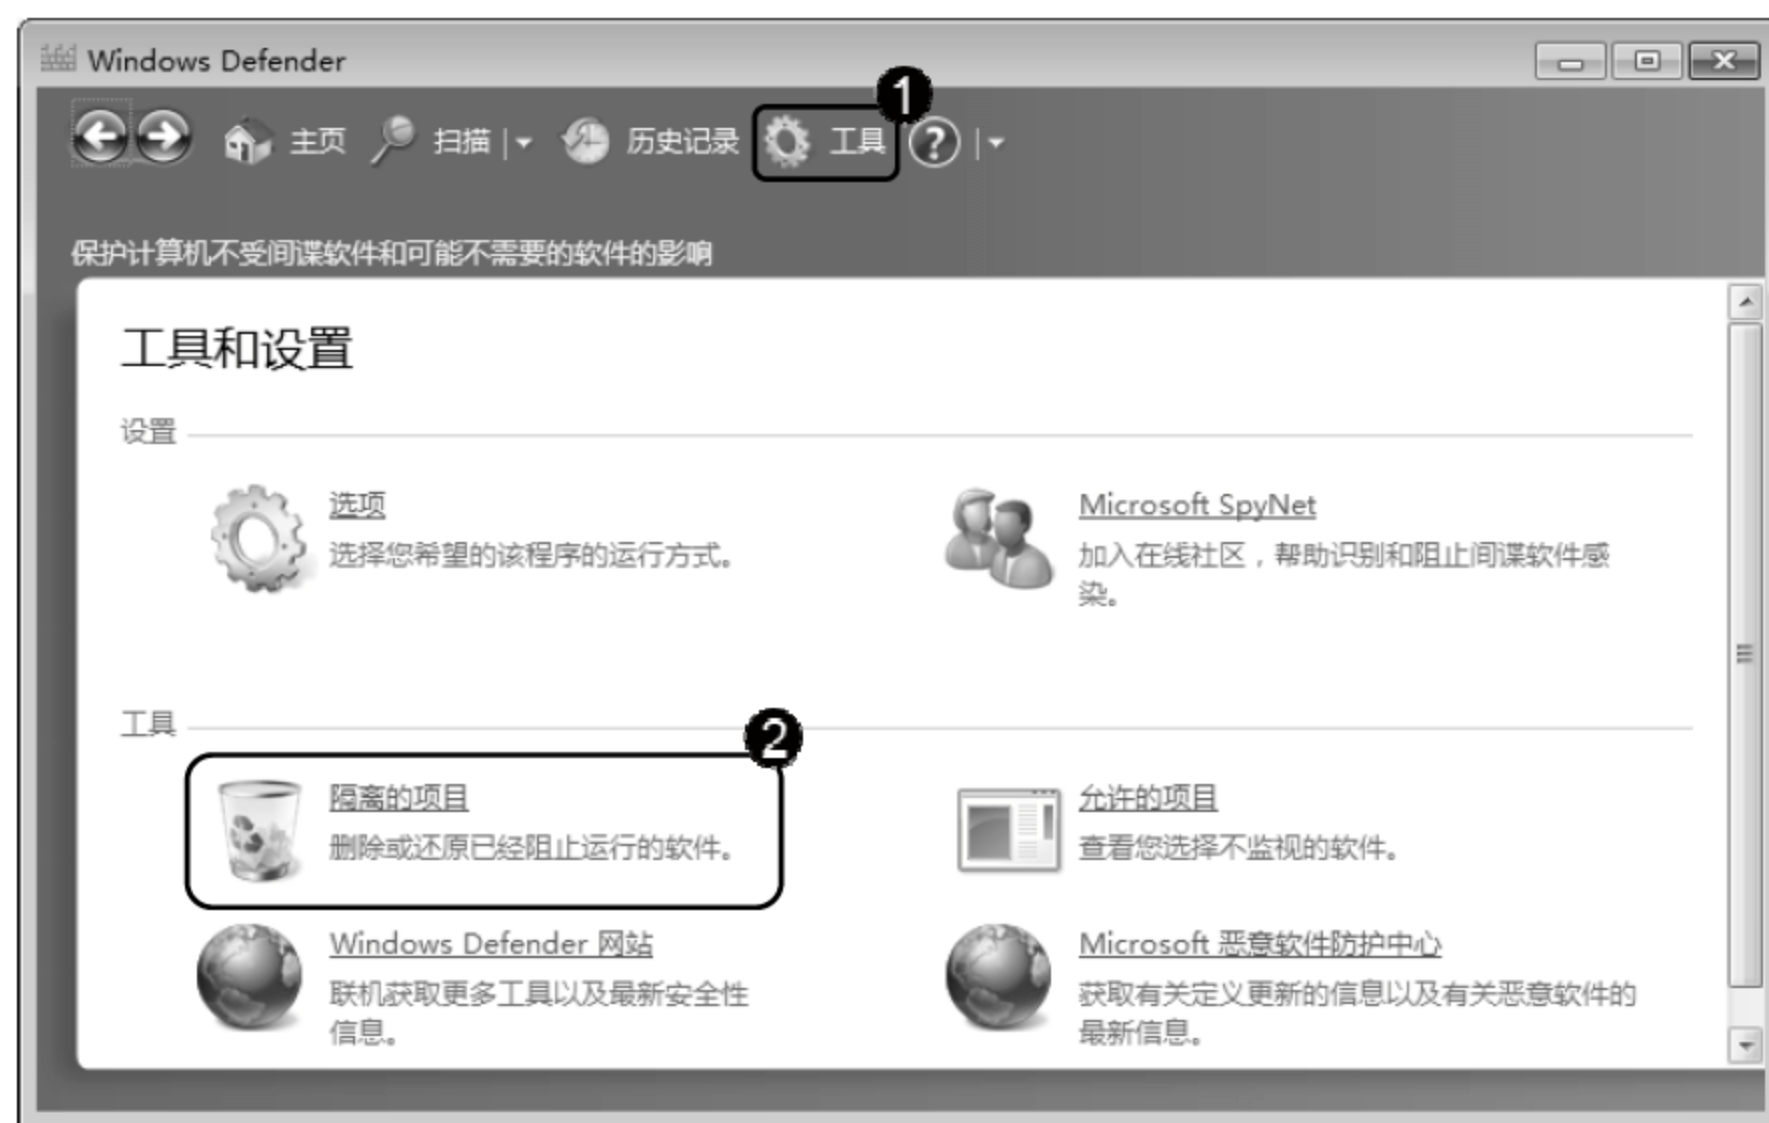 Windows Defender
1
主页 扫描 历史记录 工具 ?
保护计算机不受间谍软件和可能不需要的软件的影响
工具和设置
设置
选项
选择您希望的该程序的运行方式。
Microsoft SpyNet
加入在线社区，帮助识别和阻止间谍软件感
染。
工具
2
隔离的项目
删除或还原已经阻止运行的软件。
允许的项目
查看您选择不监视的软件。
Windows Defender 网站
联机获取更多工具以及最新安全性
信息。
Microsoft 恶意软件防护中心
获取有关定义更新的信息以及有关恶意软件的
最新信息。